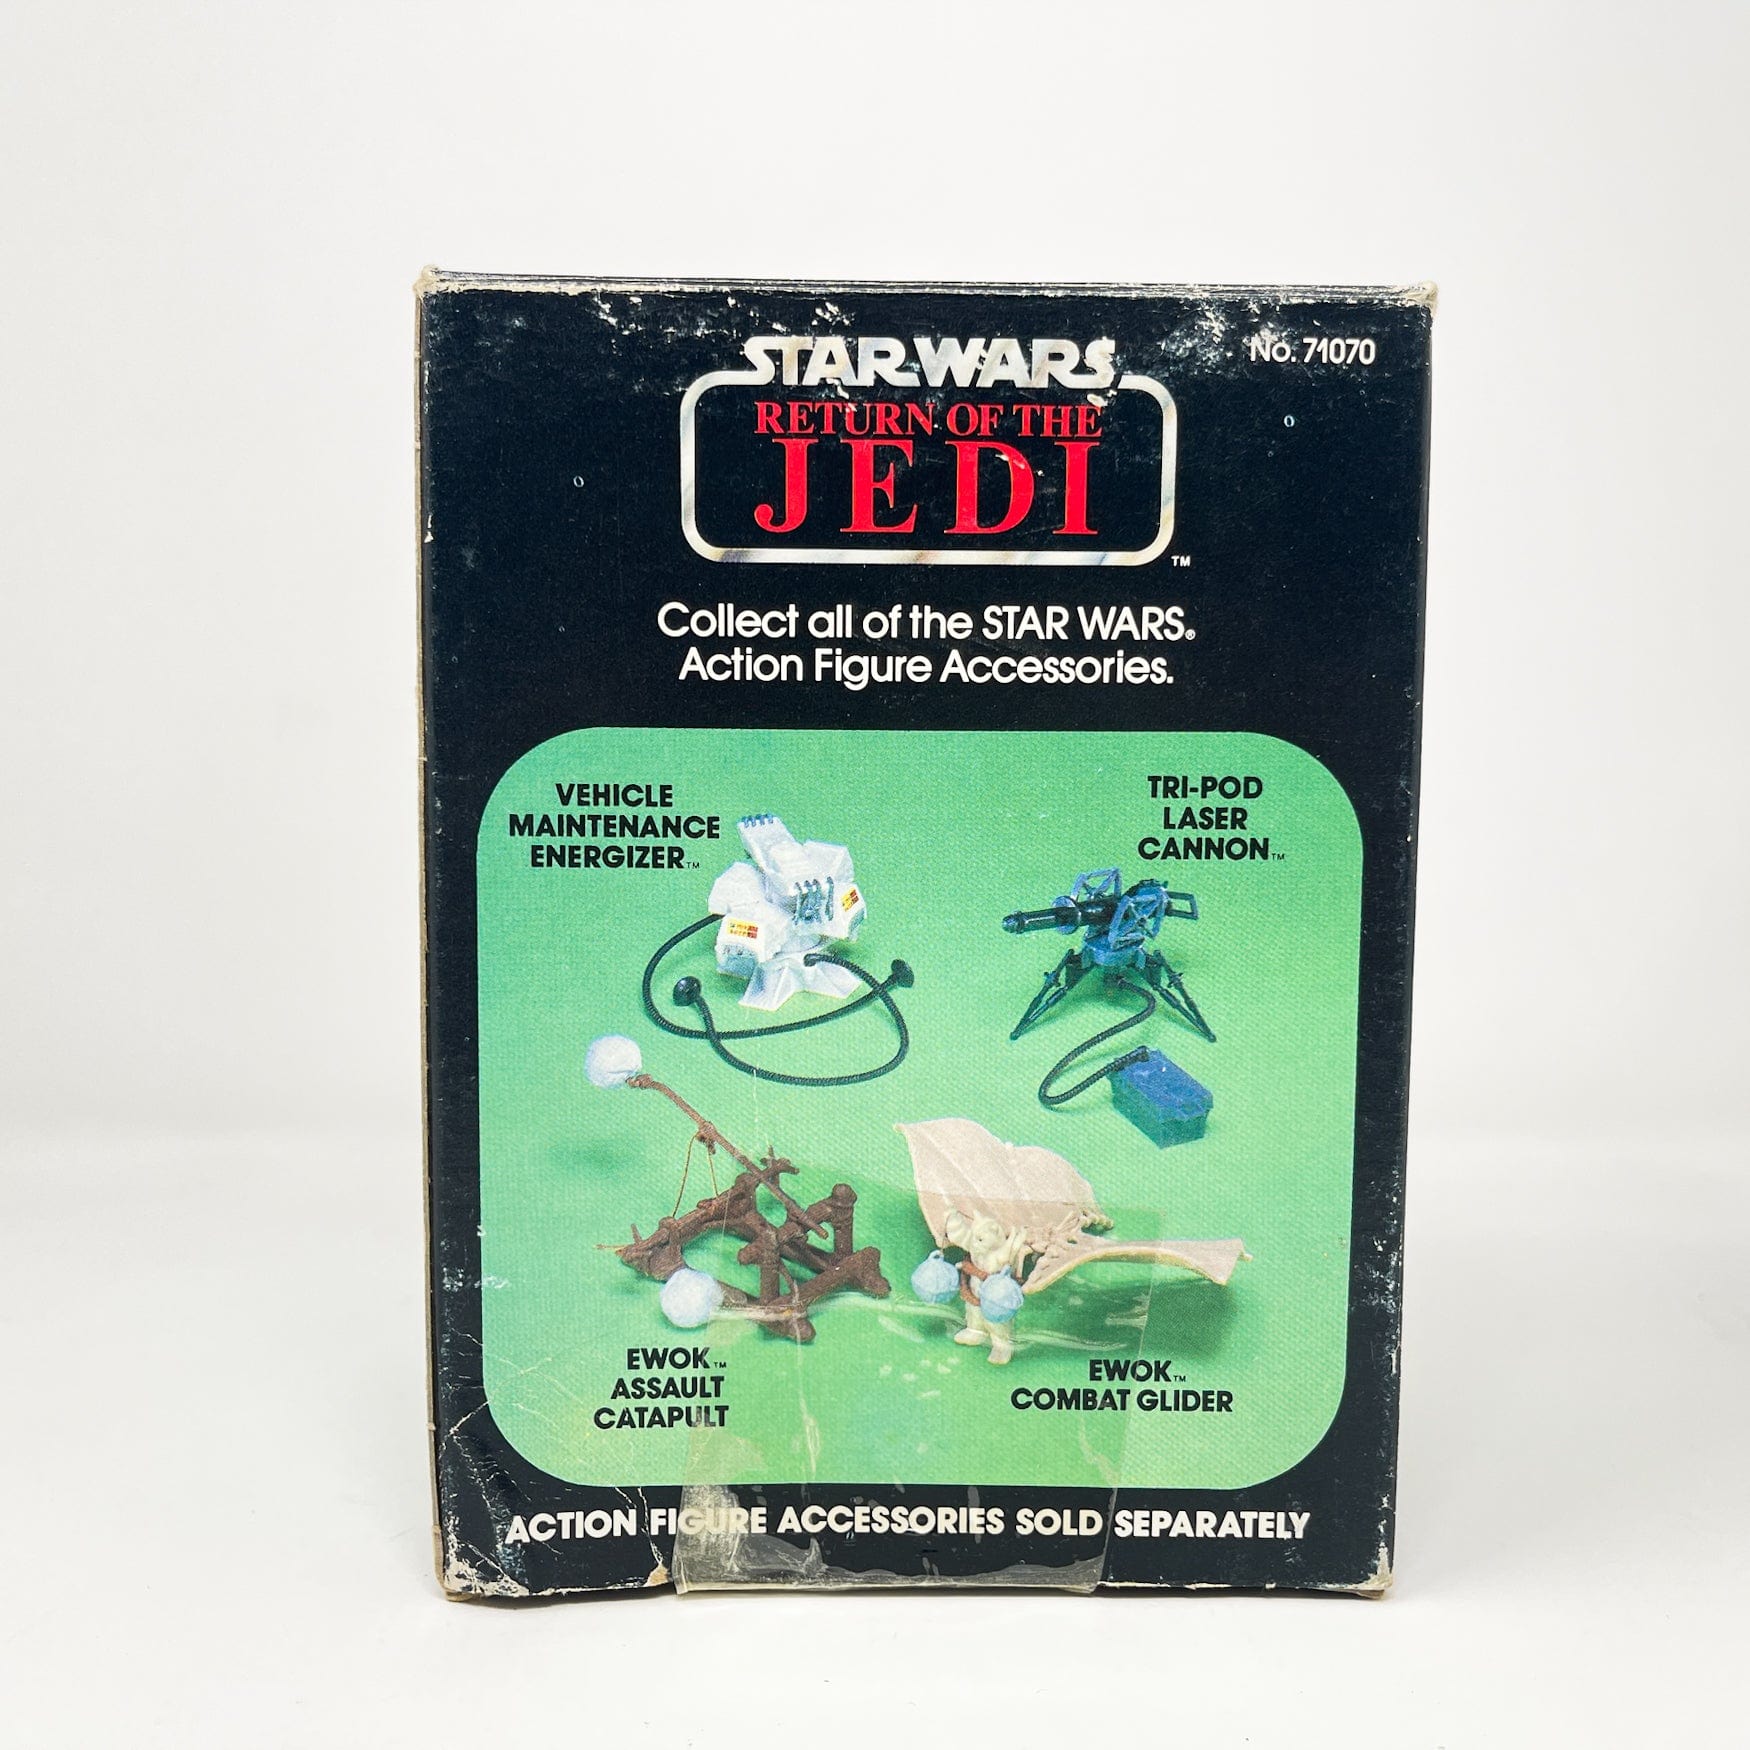 STAR WARS
No. 71070
RETURN OF THE
JEDI
TM
Collect all of the STAR WARS®
Action Figure Accessories.
VEHICLE
MAINTENANCE
ENERGIZER™
TRI-POD
LASER
CANNON™
EWOK™
ASSAULT
CATAPULT
EWOK™
COMBAT GLIDER
ACTION FIGURE ACCESSORIES SOLD SEPARATELY